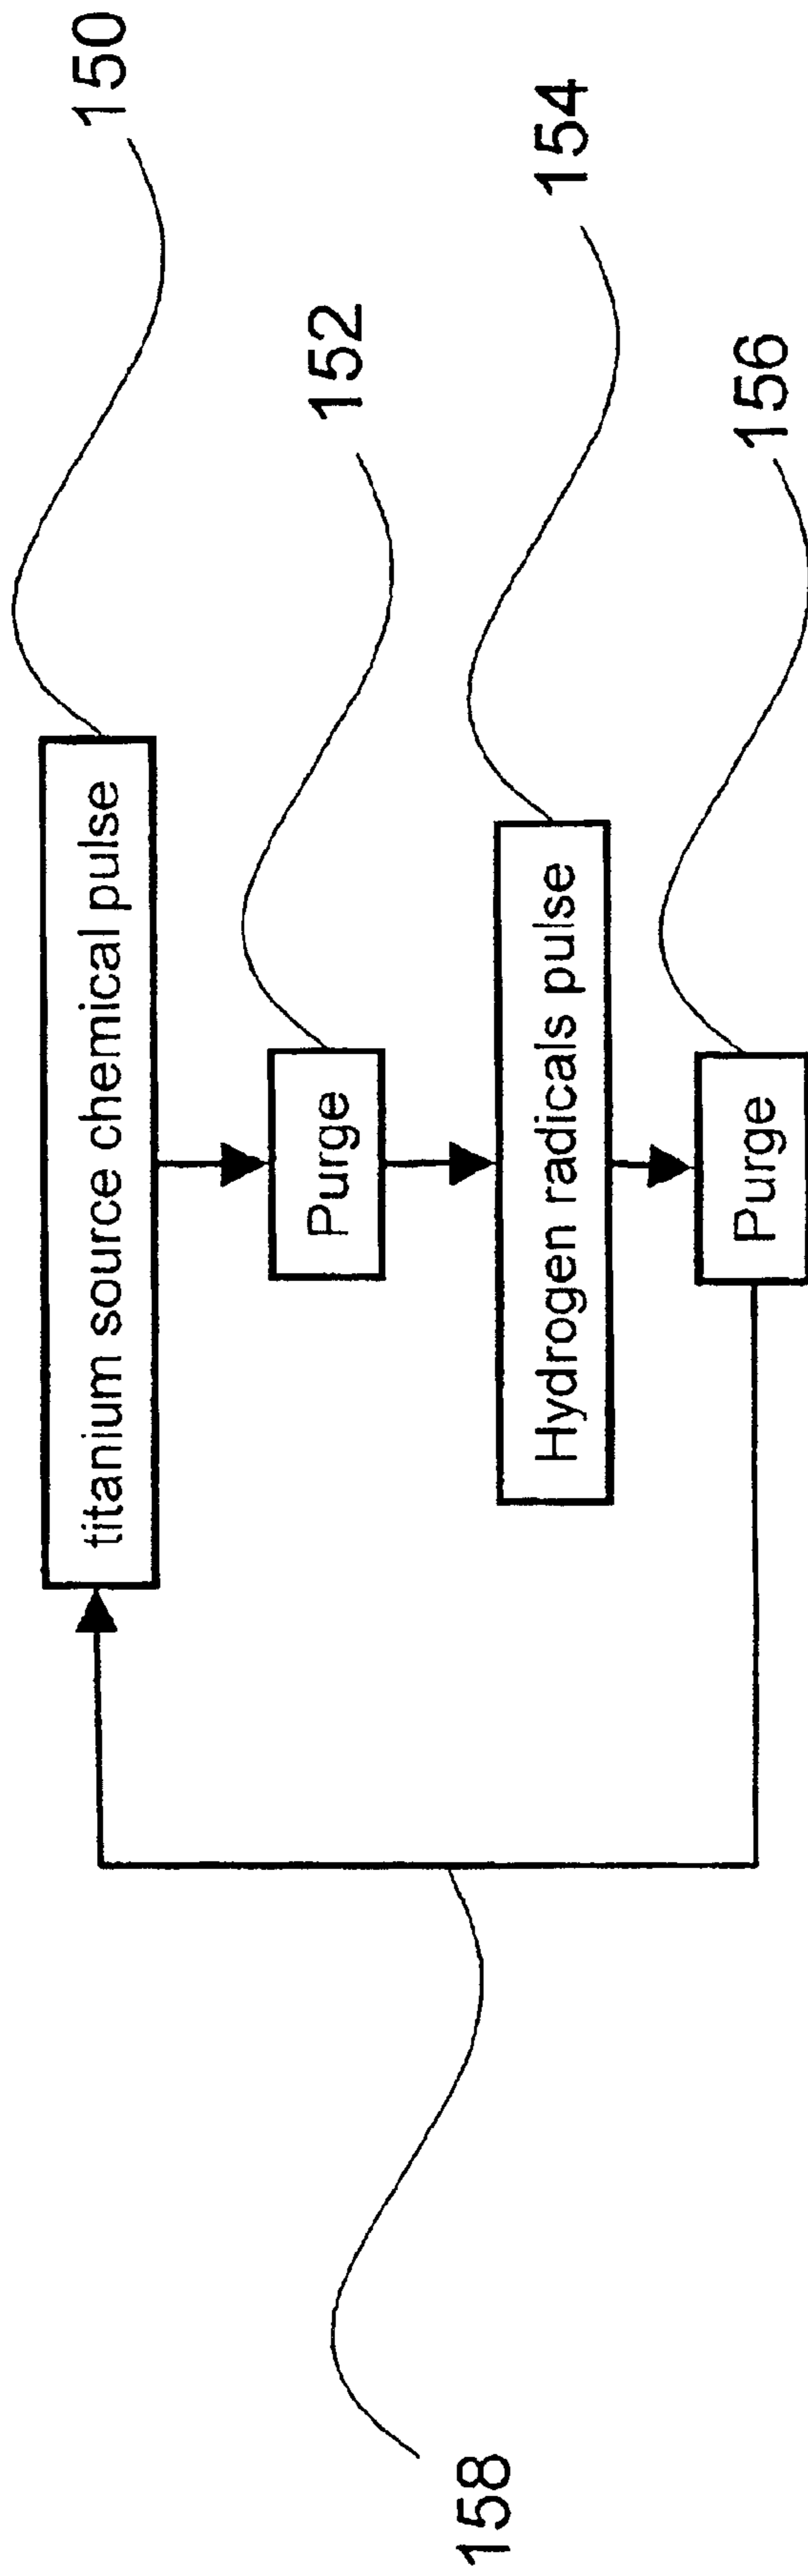 titanium source chemical pulse
150
Purge
152
Hydrogen radicals pulse
154
Purge
156
158